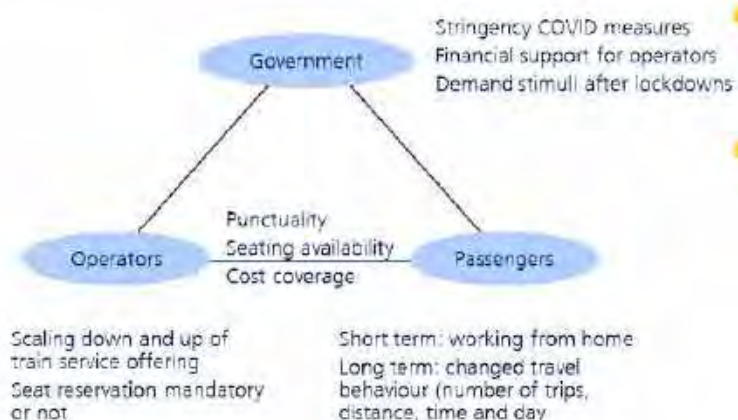 Stringency COVID measures
Government
Financial support for operators
Demand stimuli after lockdowns
Punctuality
Operators
Seating availability
Passengers
Cost coverage
Scaling down and up of
train service offering
Seat reservation mandatory
or not
Short term: working from home
Long term: changed travel
behaviour (number of trips,
distance, time and day